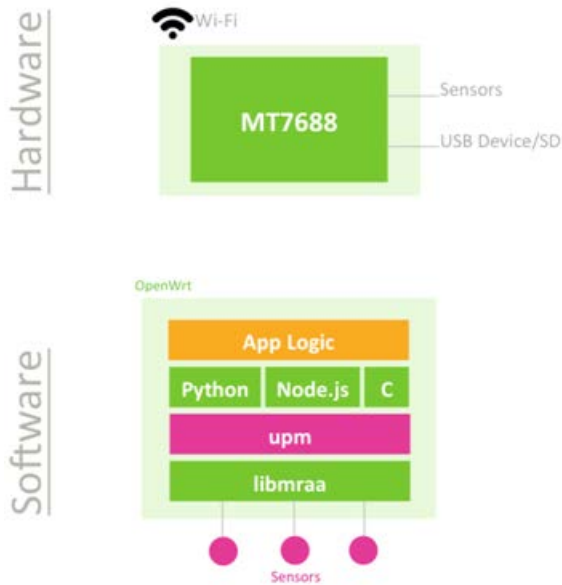 Hardware
Wi-Fi
MT7688
Sensors
USB Device/SD
Software
OpenWrt
App Logic
Python Node.js C
upm
libmraa
Sensors